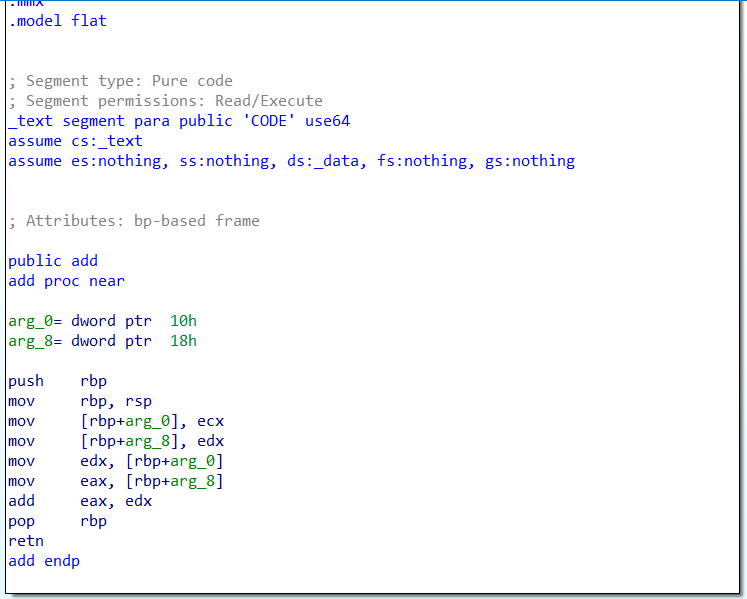 .mmx
.model flat
; Segment type: Pure code
; Segment permissions: Read/Execute
_text segment para public 'CODE' use64
assume cs:_text
assume es:nothing, ss:nothing, ds:_data, fs:nothing, gs:nothing
; Attributes: bp-based frame
public add
add proc near
arg_0= dword ptr  10h
arg_8= dword ptr  18h
push    rbp
mov     rbp, rsp
mov     [rbp+arg_0], ecx
mov     [rbp+arg_8], edx
mov     edx, [rbp+arg_0]
mov     eax, [rbp+arg_8]
add     eax, edx
pop     rbp
retn
add endp